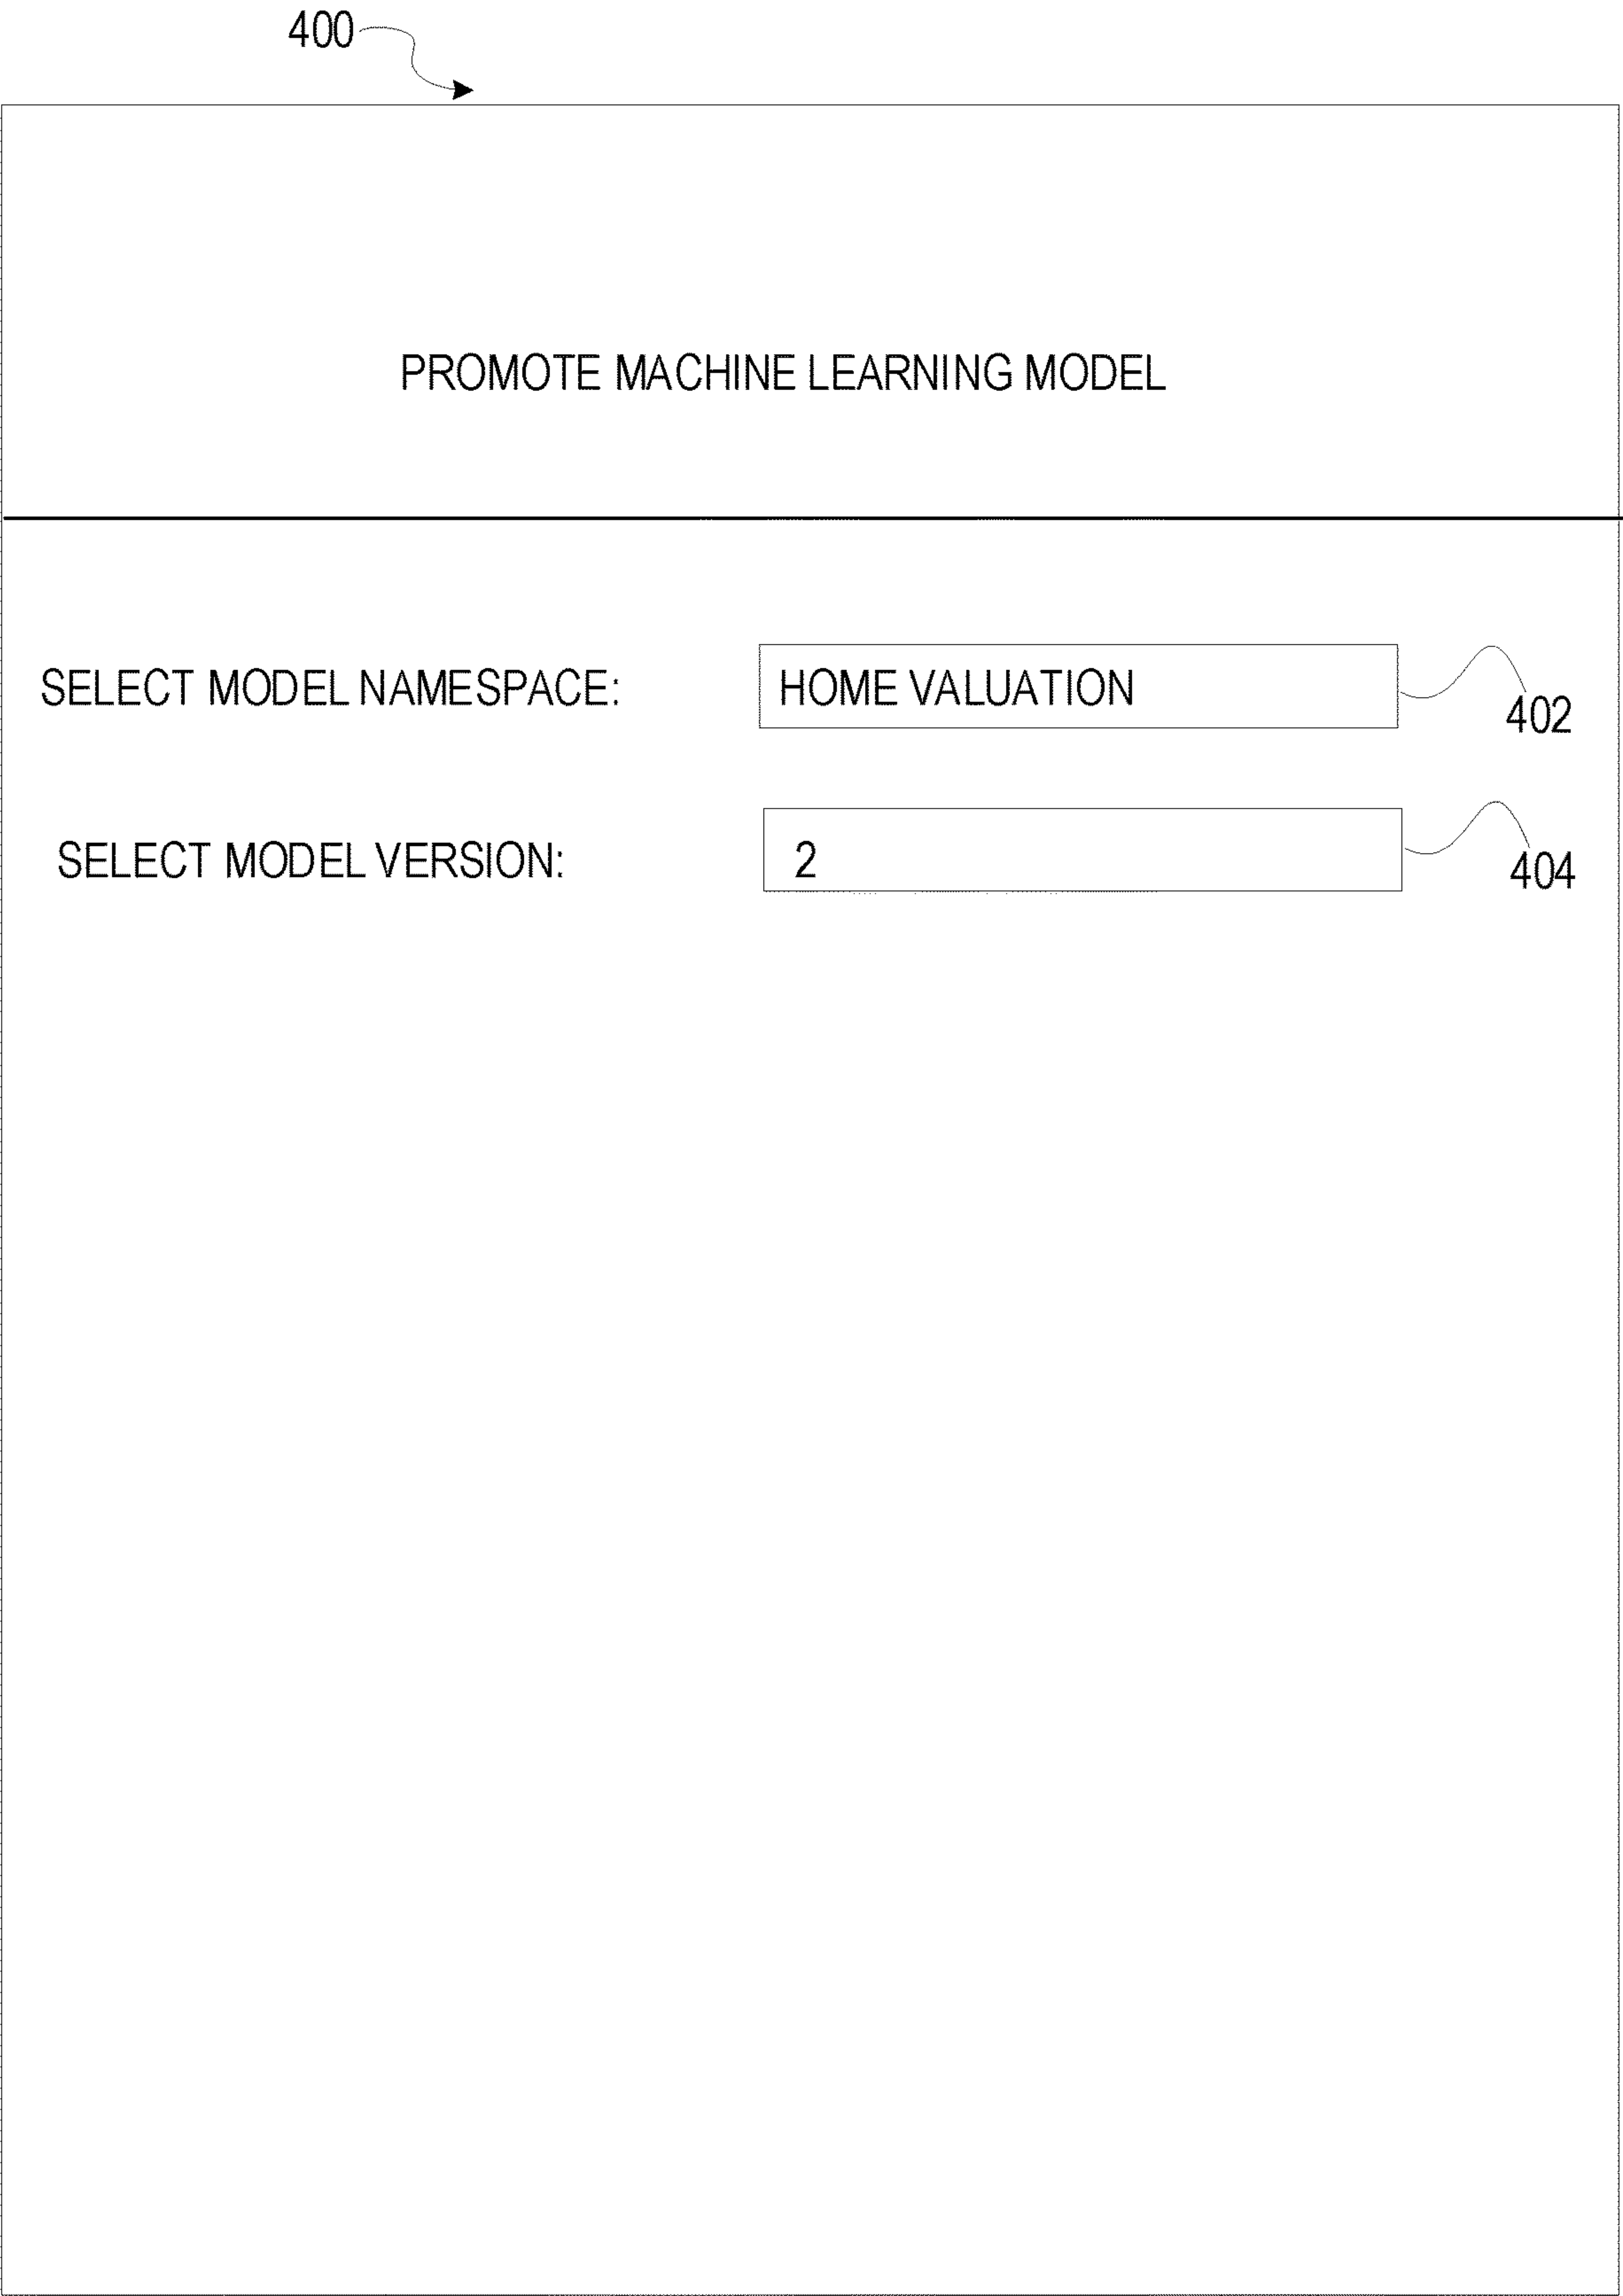 400
PROMOTE MACHINE LEARNING MODEL
SELECT MODEL NAMESPACE: HOME VALUATION
402
SELECT MODEL VERSION: 2
404